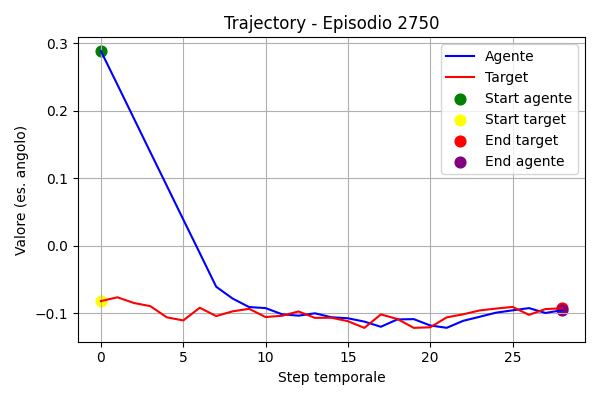 Trajectory - Episodio 2750
Valore (es. angolo)
0.3
0.2
0.1
0.0
−0.1
0
5
10
15
20
25
Step temporale
Agente
Target
Start agente
Start target
End target
End agente